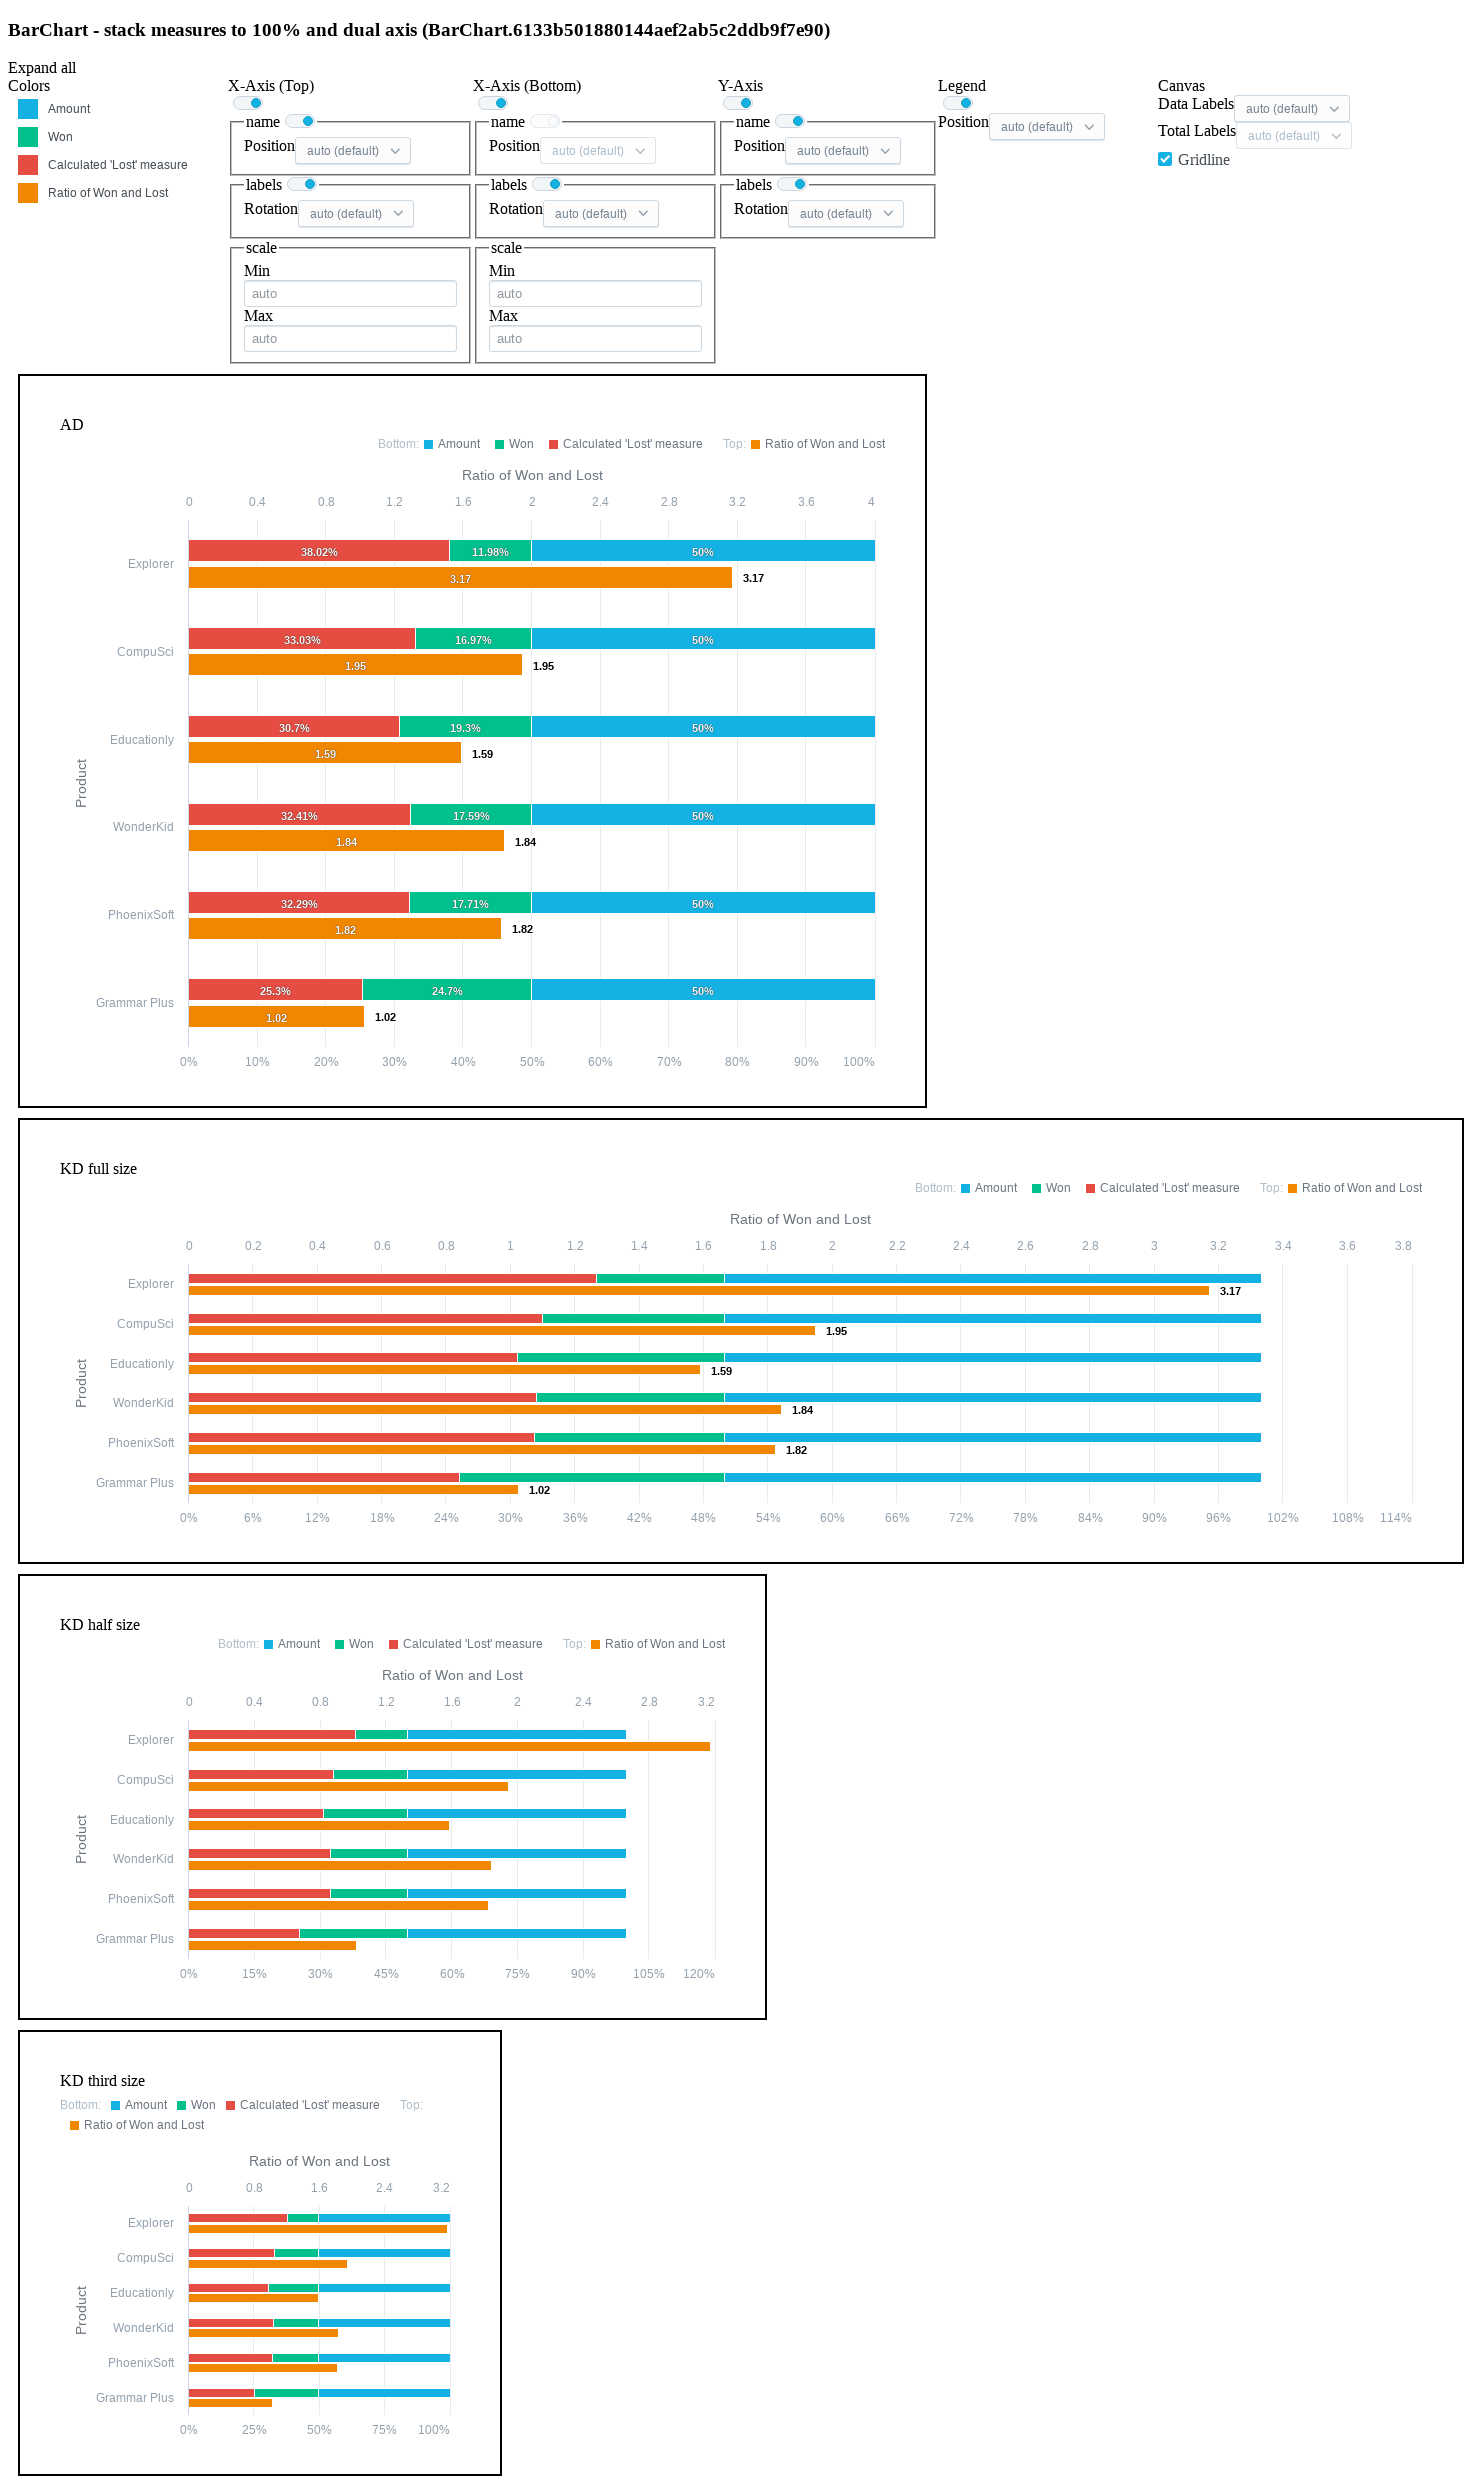 BarChart - stack measures to 100% and dual axis (BarChart.6133b501880144aef2ab5c2ddb9f7e90)
Expand all
Colors
Amount
Won
Calculated 'Lost' measure
Ratio of Won and Lost
X-Axis (Top)
name
Position auto (default)
labels
Rotation auto (default)
scale
Min
auto
Max
auto
X-Axis (Bottom)
name
Position auto (default)
labels
Rotation auto (default)
scale
Min
auto
Max
auto
Y-Axis
name
Position auto (default)
labels
Rotation auto (default)
Legend
Position auto (default)
Canvas
Data Labels auto (default)
Total Labels auto (default)
Gridline
AD
Bottom: Amount Won Calculated 'Lost' measure Top: Ratio of Won and Lost
Ratio of Won and Lost
0 0.4 0.8 1.2 1.6 2 2.4 2.8 3.2 3.6 4
Product
Explorer 38.02% 11.98% 50%
3.17 3.17
CompuSci 33.03% 16.97% 50%
1.95 1.95
Educationly 30.7% 19.3% 50%
1.59 1.59
WonderKid 32.41% 17.59% 50%
1.84 1.84
PhoenixSoft 32.29% 17.71% 50%
1.82 1.82
Grammar Plus 25.3% 24.7% 50%
1.02 1.02
0% 10% 20% 30% 40% 50% 60% 70% 80% 90% 100%
KD full size
Bottom: Amount Won Calculated 'Lost' measure Top: Ratio of Won and Lost
Ratio of Won and Lost
0 0.2 0.4 0.6 0.8 1 1.2 1.4 1.6 1.8 2 2.2 2.4 2.6 2.8 3 3.2 3.4 3.6 3.8
Product
Explorer 3.17
CompuSci 1.95
Educationly 1.59
WonderKid 1.84
PhoenixSoft 1.82
Grammar Plus 1.02
0% 6% 12% 18% 24% 30% 36% 42% 48% 54% 60% 66% 72% 78% 84% 90% 96% 102% 108% 114%
KD half size
Bottom: Amount Won Calculated 'Lost' measure Top: Ratio of Won and Lost
Ratio of Won and Lost
0 0.4 0.8 1.2 1.6 2 2.4 2.8 3.2
Product
Explorer
CompuSci
Educationly
WonderKid
PhoenixSoft
Grammar Plus
0% 15% 30% 45% 60% 75% 90% 105% 120%
KD third size
Bottom: Amount Won Calculated 'Lost' measure Top:
Ratio of Won and Lost
Ratio of Won and Lost
0 0.8 1.6 2.4 3.2
Product
Explorer
CompuSci
Educationly
WonderKid
PhoenixSoft
Grammar Plus
0% 25% 50% 75% 100%